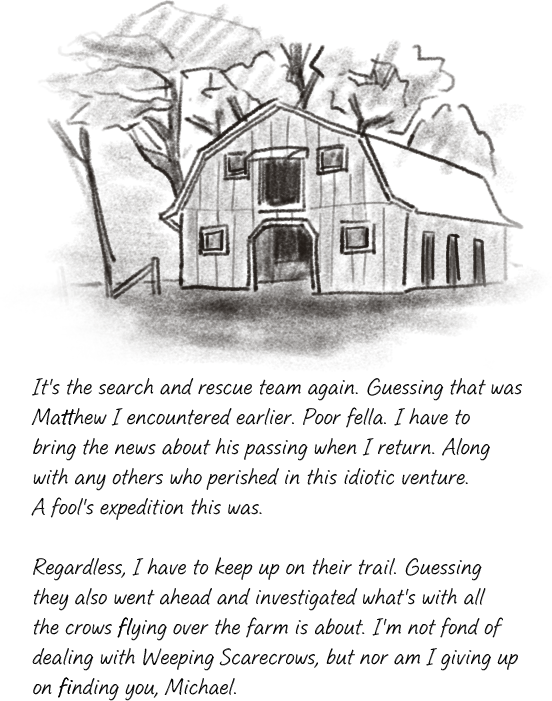 It's the search and rescue team again. Guessing that was
Matthew I encountered earlier. Poor fella. I have to
bring the news about his passing when I return. Along
with any others who perished in this idiotic venture.
A fool's expedition this was.

Regardless, I have to keep up on their trail. Guessing
they also went ahead and investigated what's with all
the crows flying over the farm is about. I'm not fond of
dealing with Weeping Scarecrows, but nor am I giving up
on finding you, Michael.